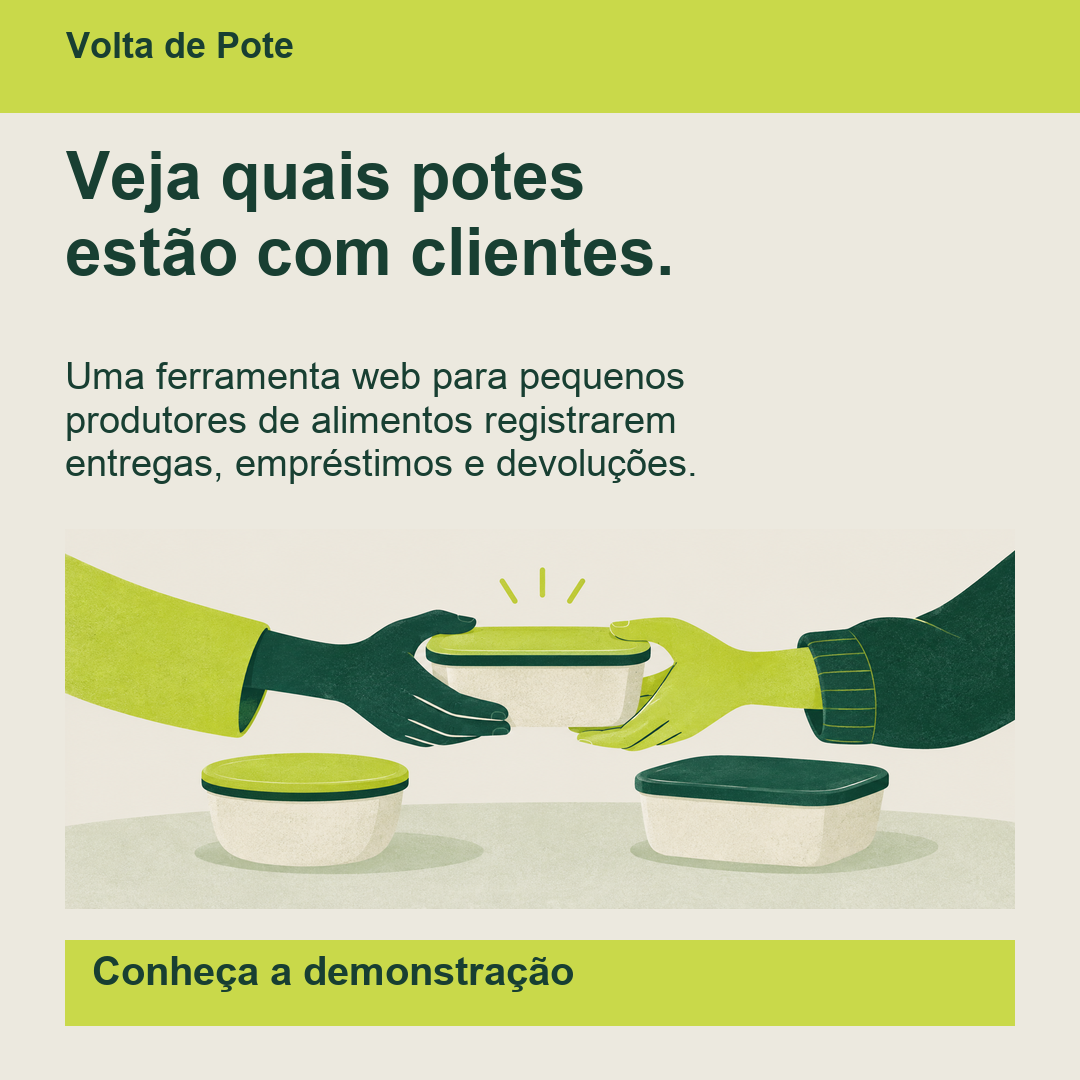 Volta de Pote
Veja quais potes
estão com clientes.
Uma ferramenta web para pequenos
produtores de alimentos registrarem
entregas, empréstimos e devoluções.
Conheça a demonstração